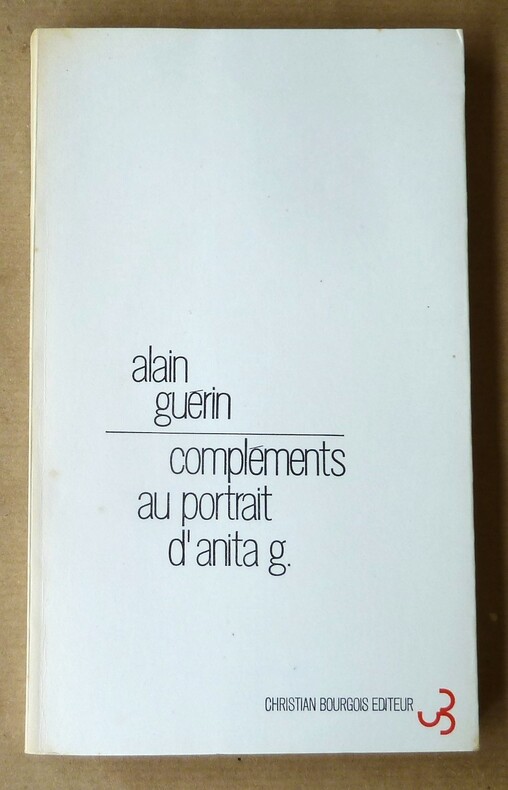 alain
guérin
compléments
au portrait
d'anita g.
CHRISTIAN BOURGOIS EDITEUR